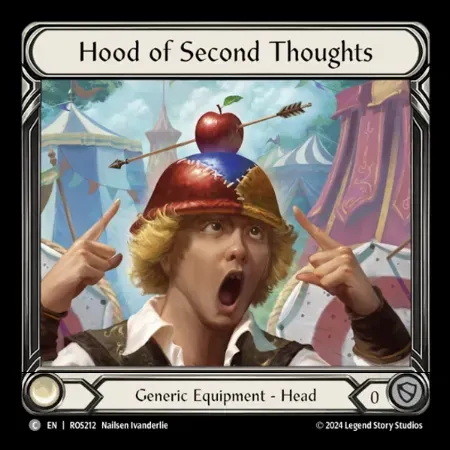 Hood of Second Thoughts
Generic Equipment - Head
0
C EN | ROS212 Nailsen Ivanderlie © 2024 Legend Story Studios